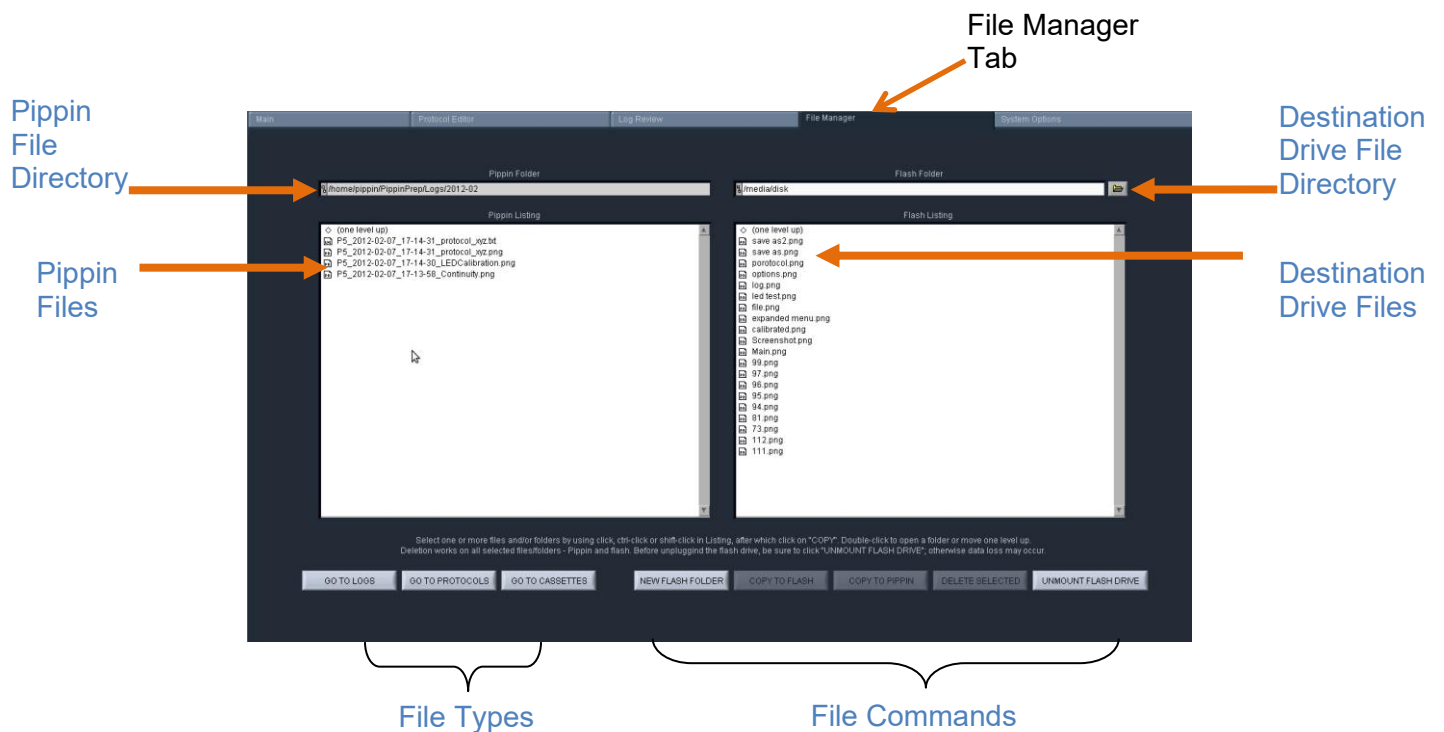 File Manager
Tab
Pippin
File
Directory
Destination
Drive File
Directory
Main
Protocol Editor
Log Review
File Manager
System Options
Pippin Folder
Flash Folder
/home/pippin/PippinPrep/Logs/2012-02
/media/disk
Pippin Listing
Flash Listing
(one level up)
P5_2012-02-07_17-14-31_protocol_xyz.txt
P5_2012-02-07_17-14-31_protocol_xyz.png
P5_2012-02-07_17-14-30_LEDCalibration.png
P5_2012-02-07_17-13-58_Continuity.png
(one level up)
save as2.png
save as.png
porotocol.png
options.png
log.png
led test.png
file.png
expanded menu.png
calibrated.png
Screenshot.png
Main.png
99.png
97.png
96.png
95.png
94.png
81.png
73.png
112.png
111.png
Pippin
Files
Destination
Drive Files
Select one or more files and/or folders by using click, ctrl-click or shift-click in Listing, after which click on "COPY". Double-click to open a folder or move one level up.
Deletion works on all selected files/folders - Pippin and flash. Before unpluggind the flash drive, be sure to click "UNMOUNT FLASH DRIVE"; otherwise data loss may occur.
GO TO LOGS
GO TO PROTOCOLS
GO TO CASSETTES
NEW FLASH FOLDER
COPY TO FLASH
COPY TO PIPPIN
DELETE SELECTED
UNMOUNT FLASH DRIVE
File Types
File Commands